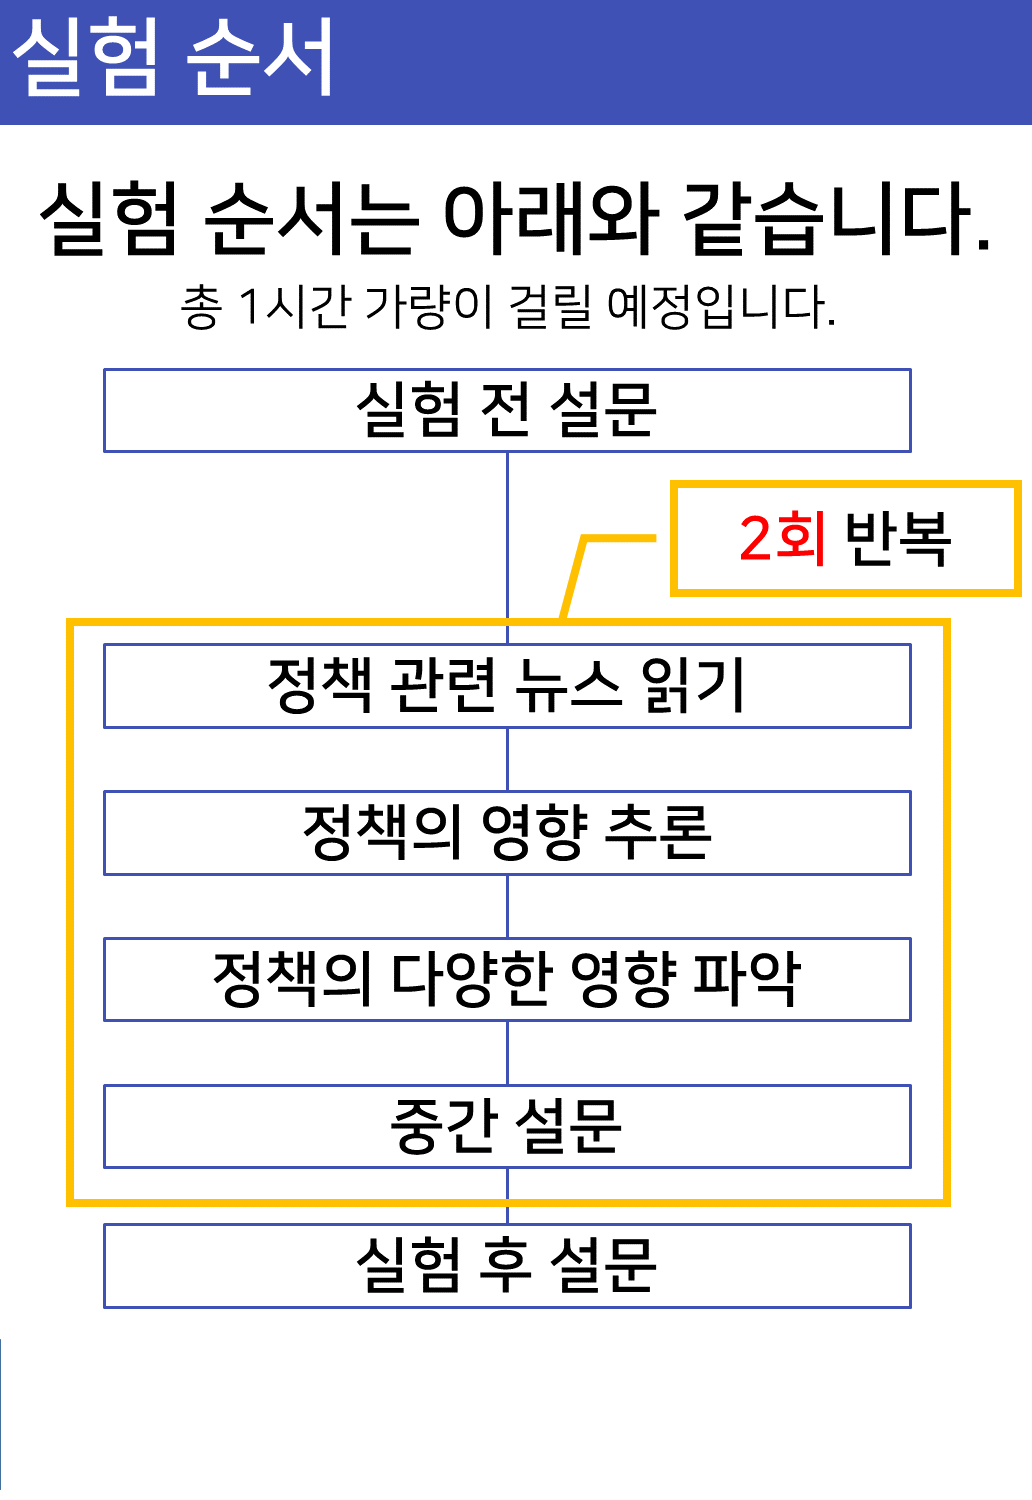 실험 순서
실험 순서는 아래와 같습니다.
총 1시간 가량이 걸릴 예정입니다.
실험 전 설문
2회 반복
정책 관련 뉴스 읽기
정책의 영향 추론
정책의 다양한 영향 파악
중간 설문
실험 후 설문